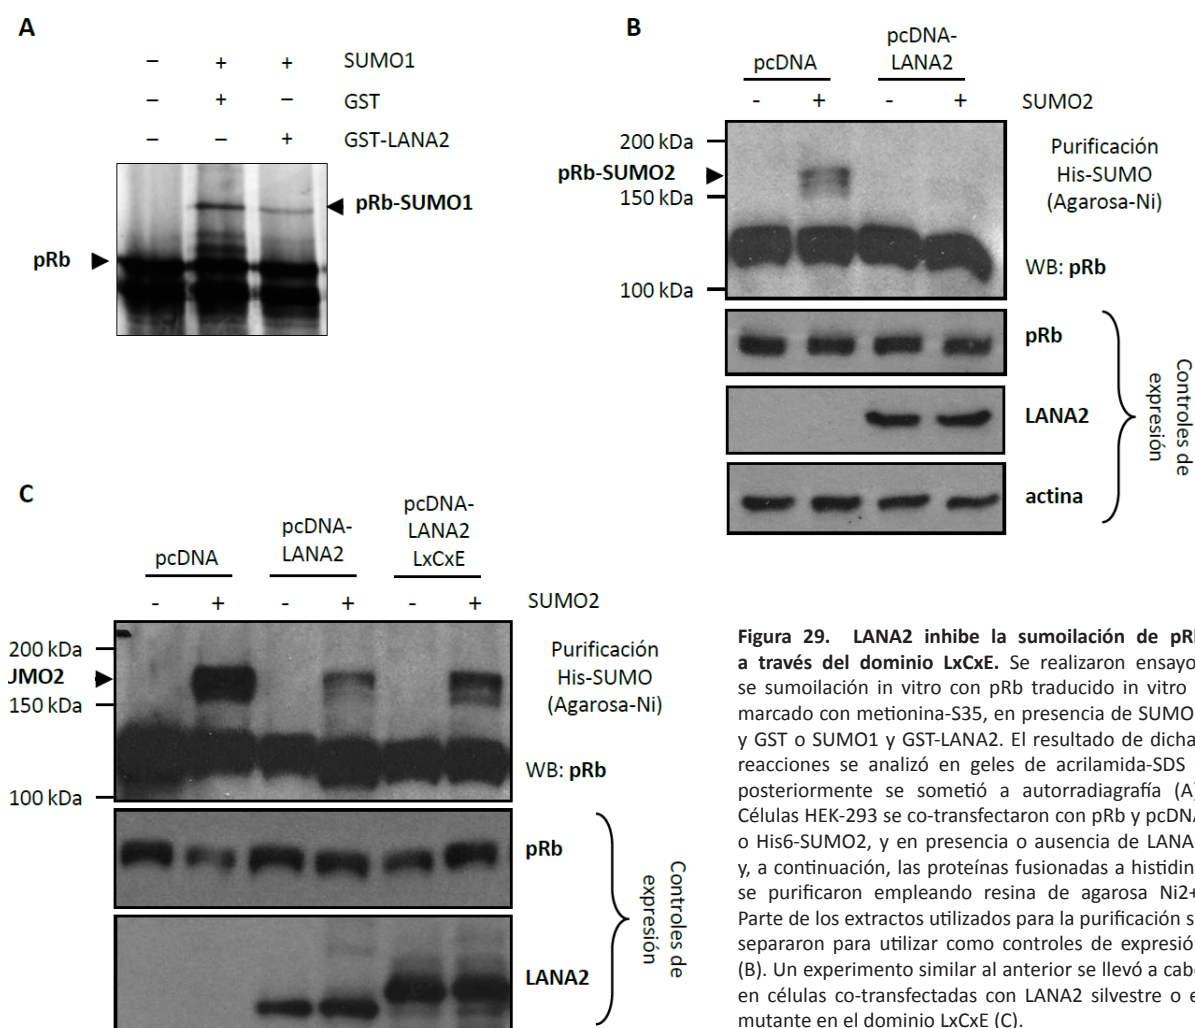 A
– + + SUMO1
– + – GST
– – + GST-LANA2
pRb-SUMO1
pRb
B
pcDNA
pcDNA-
LANA2
- + - + SUMO2
200 kDa
pRb-SUMO2
150 kDa
100 kDa
Purificación
His-SUMO
(Agarosa-Ni)
WB: pRb
pRb
LANA2
actina
Controles de
expresión
C
pcDNA
pcDNA-
LANA2
pcDNA-
LANA2
LxCxE
- + - + - + SUMO2
200 kDa
JMO2
150 kDa
100 kDa
Purificación
His-SUMO
(Agarosa-Ni)
WB: pRb
pRb
LANA2
Controles de
expresión
Figura 29. LANA2 inhibe la sumoilación de pRb
a través del dominio LxCxE. Se realizaron ensayo
se sumoilación in vitro con pRb traducido in vitro
marcado con metionina-S35, en presencia de SUMO
y GST o SUMO1 y GST-LANA2. El resultado de dicha
reacciones se analizó en geles de acrilamida-SDS
posteriormente se sometió a autorradiagrafía (A)
Células HEK-293 se co-transfectaron con pRb y pcDNA
o His6-SUMO2, y en presencia o ausencia de LANA
y, a continuación, las proteínas fusionadas a histidin
se purificaron empleando resina de agarosa Ni2+
Parte de los extractos utilizados para la purificación s
separaron para utilizar como controles de expresión
(B). Un experimento similar al anterior se llevó a cabo
en células co-transfectadas con LANA2 silvestre o e
mutante en el dominio LxCxE (C).